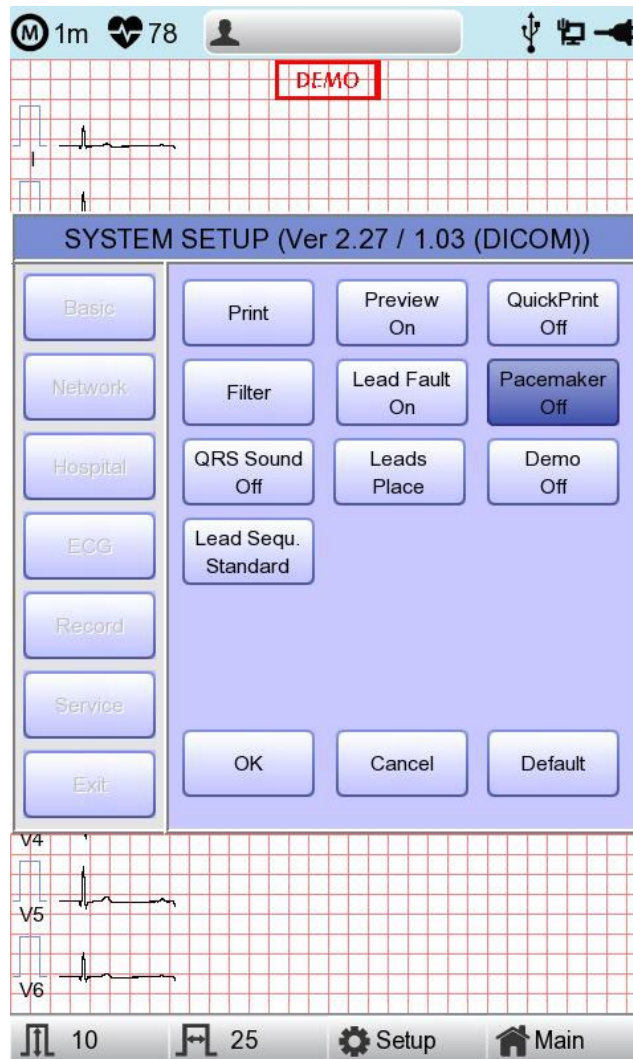 M 1m 78
DEMO
I
SYSTEM SETUP (Ver 2.27 / 1.03 (DICOM))
Basic
Network
Hospital
ECG
Record
Service
Exit
Print
Preview
On
QuickPrint
Off
Filter
Lead Fault
On
Pacemaker
Off
QRS Sound
Off
Leads
Place
Demo
Off
Lead Sequ.
Standard
OK
Cancel
Default
V4
V5
V6
10 25 Setup Main